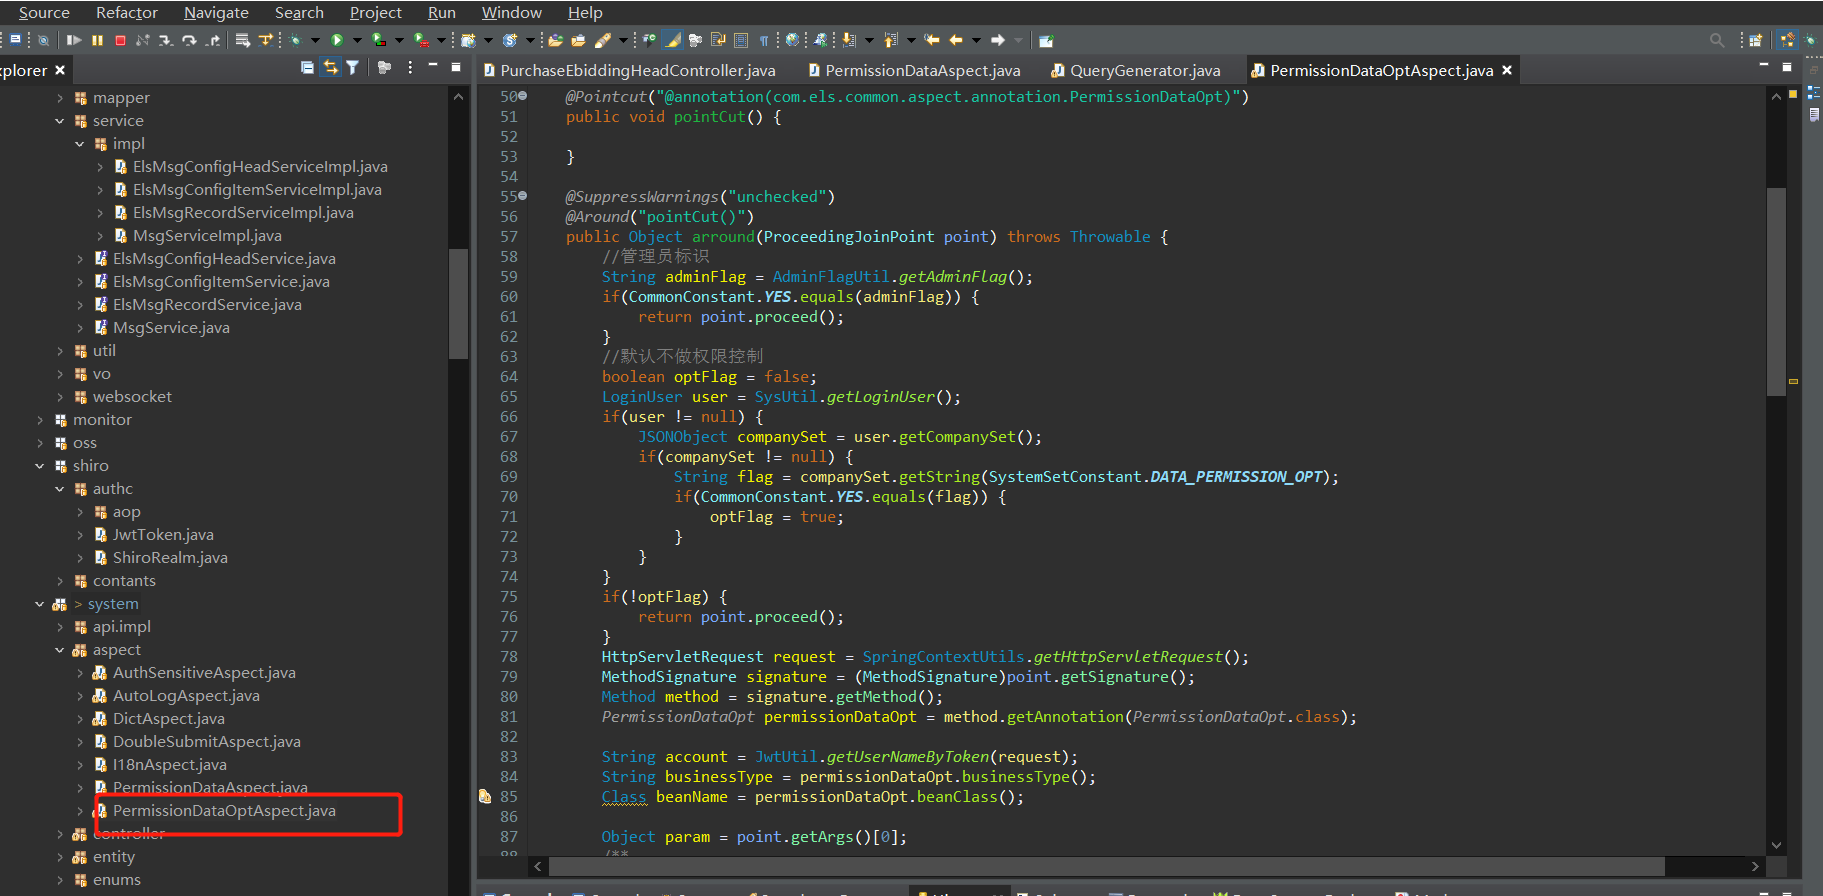 Source Refactor Navigate Search Project Run Window Help
xplorer
PurchaseEbiddingHeadController.java PermissionDataAspect.java QueryGenerator.java PermissionDataOptAspect.java
mapper
service
impl
ElsMsgConfigHeadServiceImpl.java
ElsMsgConfigItemServiceImpl.java
ElsMsgRecordServiceImpl.java
MsgServiceImpl.java
ElsMsgConfigHeadService.java
ElsMsgConfigItemService.java
ElsMsgRecordService.java
MsgService.java
util
vo
websocket
monitor
oss
shiro
authc
aop
JwtToken.java
ShiroRealm.java
contants
> system
api.impl
aspect
AuthSensitiveAspect.java
AutoLogAspect.java
DictAspect.java
DoubleSubmitAspect.java
I18nAspect.java
PermissionDataAspect.java
PermissionDataOptAspect.java
controller
entity
enums
50 @Pointcut("@annotation(com.els.common.aspect.annotation.PermissionDataOpt)")
51 public void pointCut() {
52
53 }
54
55 @SuppressWarnings("unchecked")
56 @Around("pointCut()")
57 public Object arround(ProceedingJoinPoint point) throws Throwable {
58 //管理员标识
59 String adminFlag = AdminFlagUtil.getAdminFlag();
60 if(CommonConstant.YES.equals(adminFlag)) {
61 return point.proceed();
62 }
63 //默认不做权限控制
64 boolean optFlag = false;
65 LoginUser user = SysUtil.getLoginUser();
66 if(user != null) {
67 JSONObject companySet = user.getCompanySet();
68 if(companySet != null) {
69 String flag = companySet.getString(SystemSetConstant.DATA_PERMISSION_OPT);
70 if(CommonConstant.YES.equals(flag)) {
71 optFlag = true;
72 }
73 }
74 }
75 if(!optFlag) {
76 return point.proceed();
77 }
78 HttpServletRequest request = SpringContextUtils.getHttpServletRequest();
79 MethodSignature signature = (MethodSignature)point.getSignature();
80 Method method = signature.getMethod();
81 PermissionDataOpt permissionDataOpt = method.getAnnotation(PermissionDataOpt.class);
82
83 String account = JwtUtil.getUserNameByToken(request);
84 String businessType = permissionDataOpt.businessType();
85 Class beanName = permissionDataOpt.beanClass();
86
87 Object param = point.getArgs()[0];
88 /**